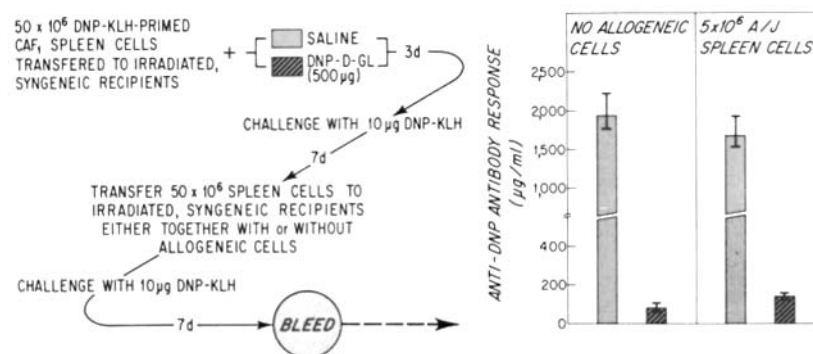 50 x 10⁶ DNP-KLH-PRIMED
CAF₁ SPLEEN CELLS
TRANSFERED TO IRRADIATED,
SYNGENEIC RECIPIENTS
+
SALINE
DNP-D-GL
(500µg)
3d
CHALLENGE WITH 10µg DNP-KLH
7d
TRANSFER 50 x 10⁶ SPLEEN CELLS TO
IRRADIATED, SYNGENEIC RECIPIENTS
EITHER TOGETHER WITH or WITHOUT
ALLOGENEIC CELLS
CHALLENGE WITH 10µg DNP-KLH
7d
BLEED
ANTI-DNP ANTIBODY RESPONSE
(µg/ml)
2,500
2,000
1,500
1,000
400
200
0
NO ALLOGENEIC
CELLS
5x10⁶ A/J
SPLEEN CELLS